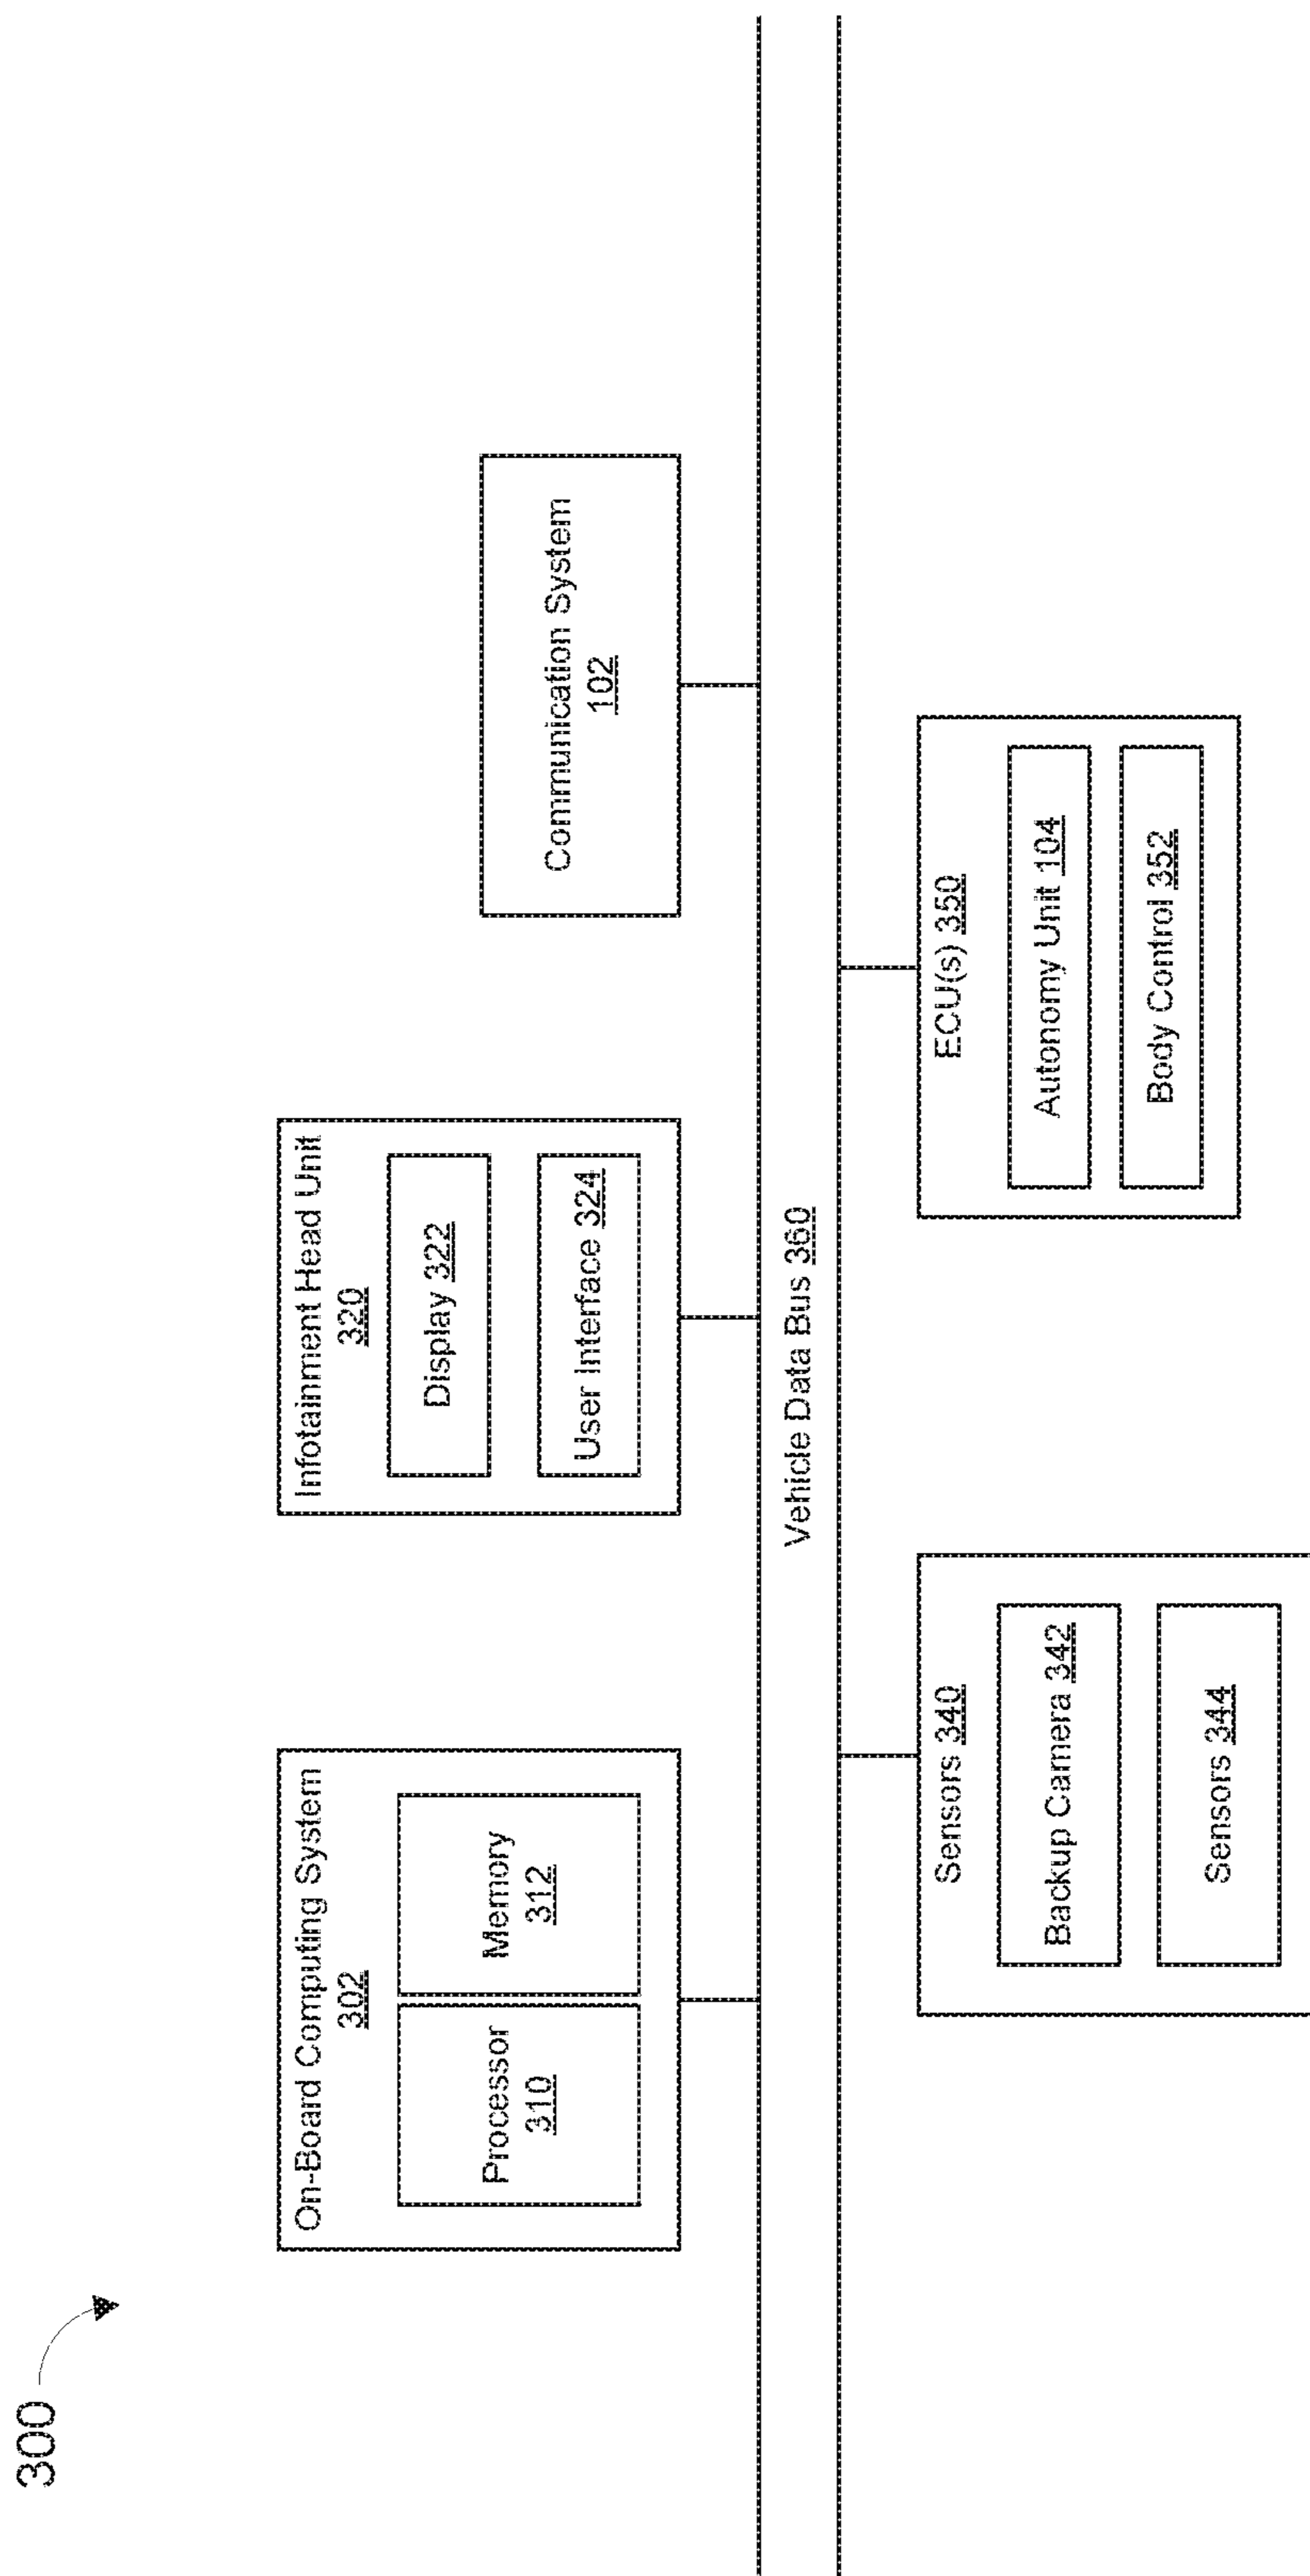 300
On-Board Computing System
302
Processor
310
Memory
312
Infotainment Head Unit
320
Display 322
User Interface 324
Communication System
102
Vehicle Data Bus 360
Sensors 340
Backup Camera 342
Sensors 344
ECU(s) 350
Autonomy Unit 104
Body Control 352